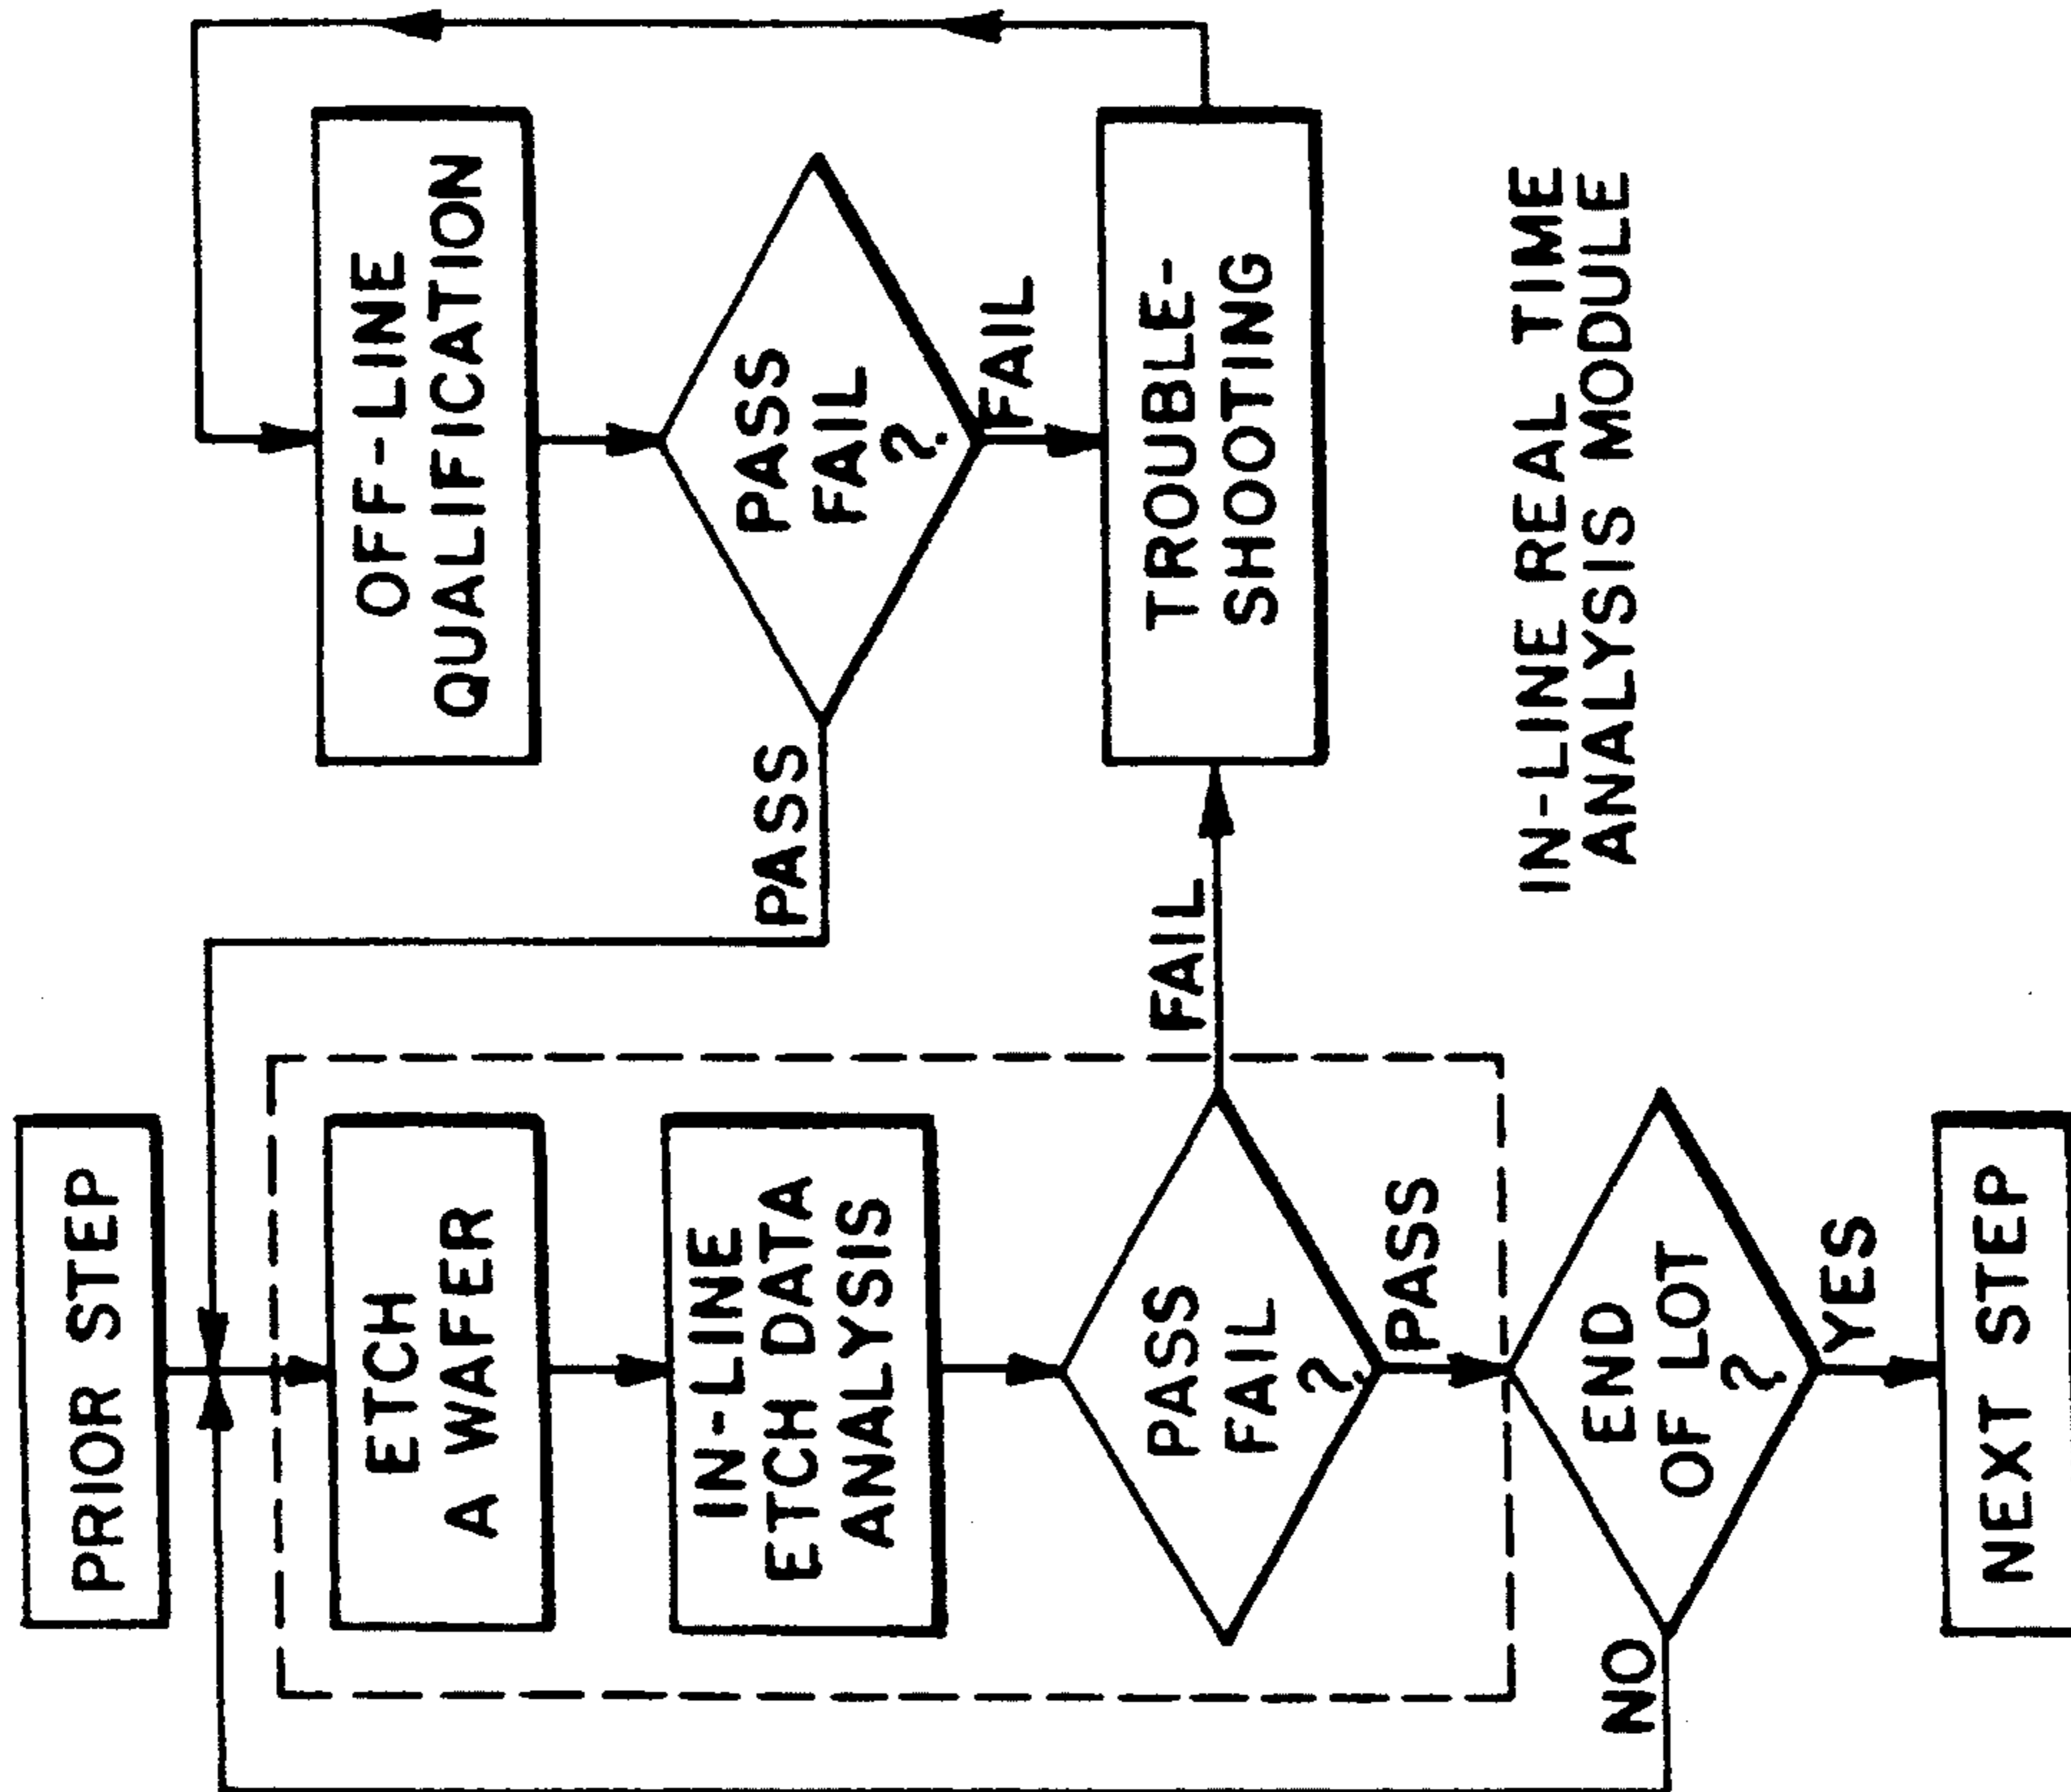 PRIOR STEP
ETCH
A WAFER
IN-LINE
ETCH DATA
ANALYSIS
PASS
FAIL
?
FAIL
PASS
END
OF LOT
?
NO
YES
NEXT STEP
OFF-LINE
QUALIFICATION
PASS
FAIL
?
PASS
FAIL
TROUBLE-
SHOOTING
IN-LINE REAL TIME
ANALYSIS MODULE